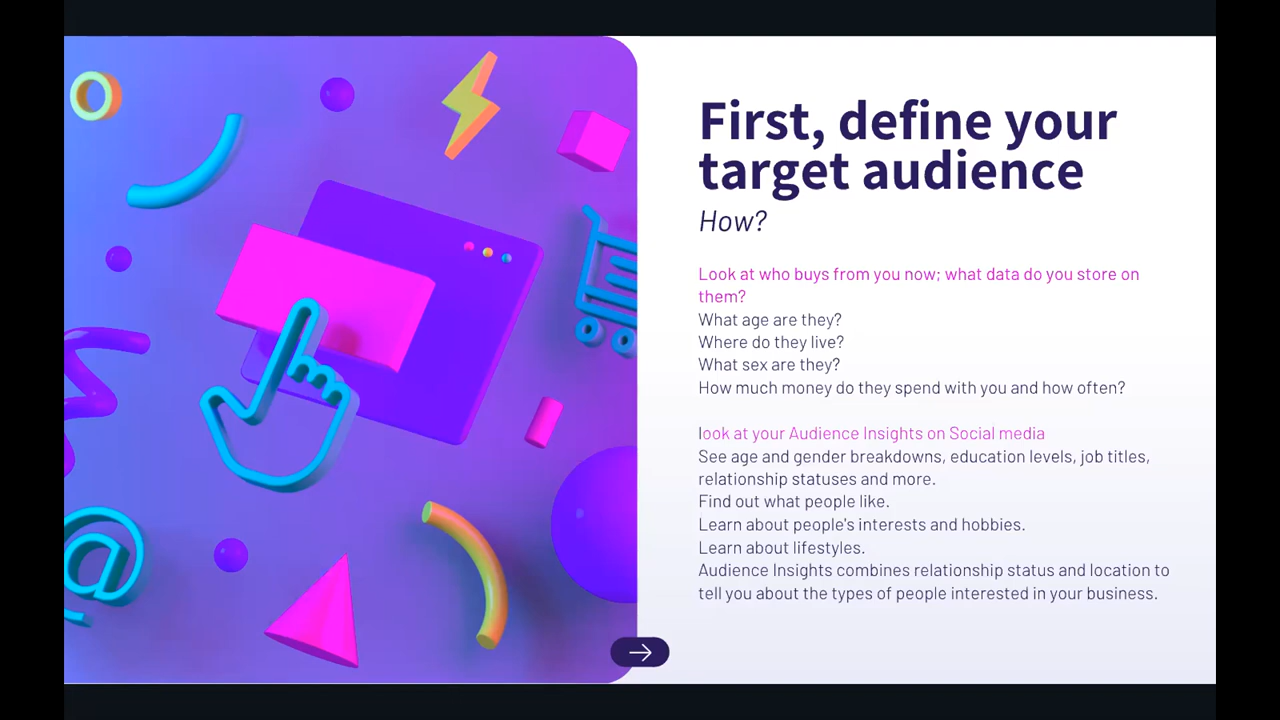 First, define your
target audience
How?
Look at who buys from you now; what data do you store on
them?
What age are they?
Where do they live?
What sex are they?
How much money do they spend with you and how often?
look at your Audience Insights on Social media
See age and gender breakdowns, education levels, job titles,
relationship statuses and more.
Find out what people like.
Learn about people's interests and hobbies.
Learn about lifestyles.
Audience Insights combines relationship status and location to
tell you about the types of people interested in your business.